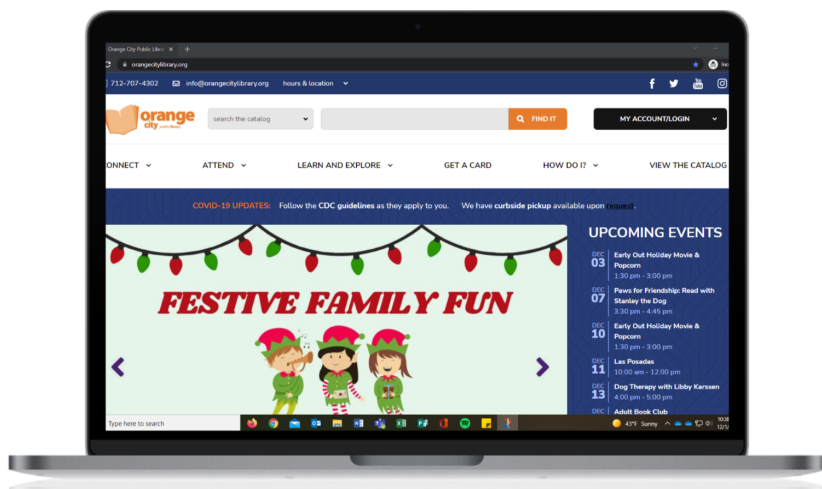 Orange City Public Libra
orangecitylibrary.org
712-707-4302 info@orangecitylibrary.org hours & location
orange
city public library
search the catalog
FIND IT
MY ACCOUNT/LOGIN
ONNECT ATTEND LEARN AND EXPLORE GET A CARD HOW DO I? VIEW THE CATALOG
COVID-19 UPDATES: Follow the CDC guidelines as they apply to you. We have curbside pickup available upon request.
FESTIVE FAMILY FUN
UPCOMING EVENTS
DEC 03 Early Out Holiday Movie &
Popcorn
1:30 pm - 3:00 pm
DEC 07 Paws for Friendship: Read with
Stanley the Dog
3:30 pm - 4:45 pm
DEC 10 Early Out Holiday Movie &
Popcorn
1:30 pm - 3:00 pm
DEC 11 Las Posadas
10:00 am - 12:00 pm
DEC 13 Dog Therapy with Libby Karssen
4:00 pm - 5:00 pm
DEC Adult Book Club
Type here to search
43°F Sunny
10:38
12/1/